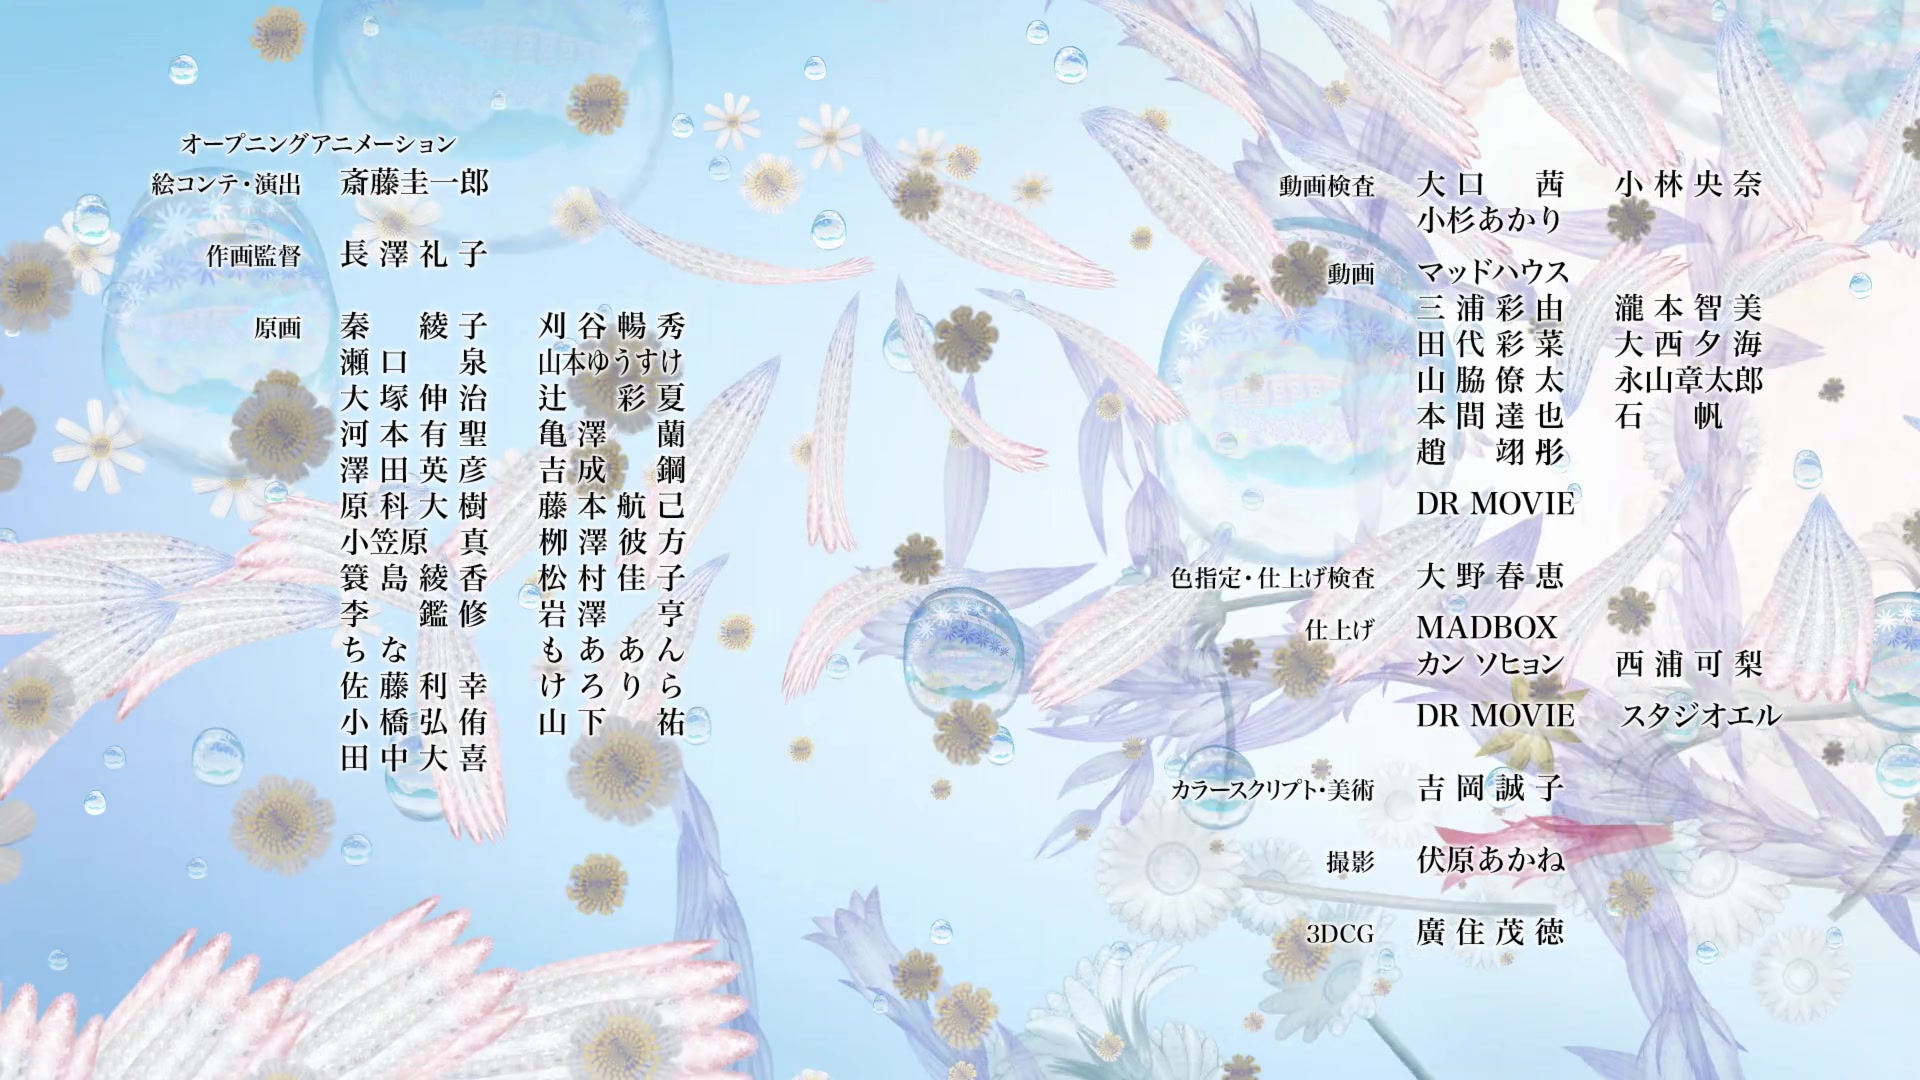 オープニングアニメーション
絵コンテ・演出 斎藤圭一郎
作画監督 長澤礼子
原画 秦 綾子 刈谷暢秀
瀬口 泉 山本ゆうすけ
大塚伸治 辻 彩夏
河本有聖 亀澤 蘭
澤田英彦 吉成 鋼
原科大樹 藤本航己
小笠原 真 栁澤彼方
簑島綾香 松村佳子
李 鑑修 岩澤 亨
ちな もああん
佐藤利幸 けろりら
小橋弘侑 山下 祐
田中大喜
動画検査 大口 茜 小林央奈
小杉あかり
動画 マッドハウス
三浦彩由 瀧本智美
田代彩菜 大西夕海
山脇僚太 永山章太郎
本間達也 石 帆
趙 翊彤
DR MOVIE
色指定・仕上げ検査 大野春恵
仕上げ MADBOX
カン ソヒョン 西浦可梨
DR MOVIE スタジオエル
カラースクリプト・美術 吉岡誠子
撮影 伏原あかね
3DCG 廣住茂徳